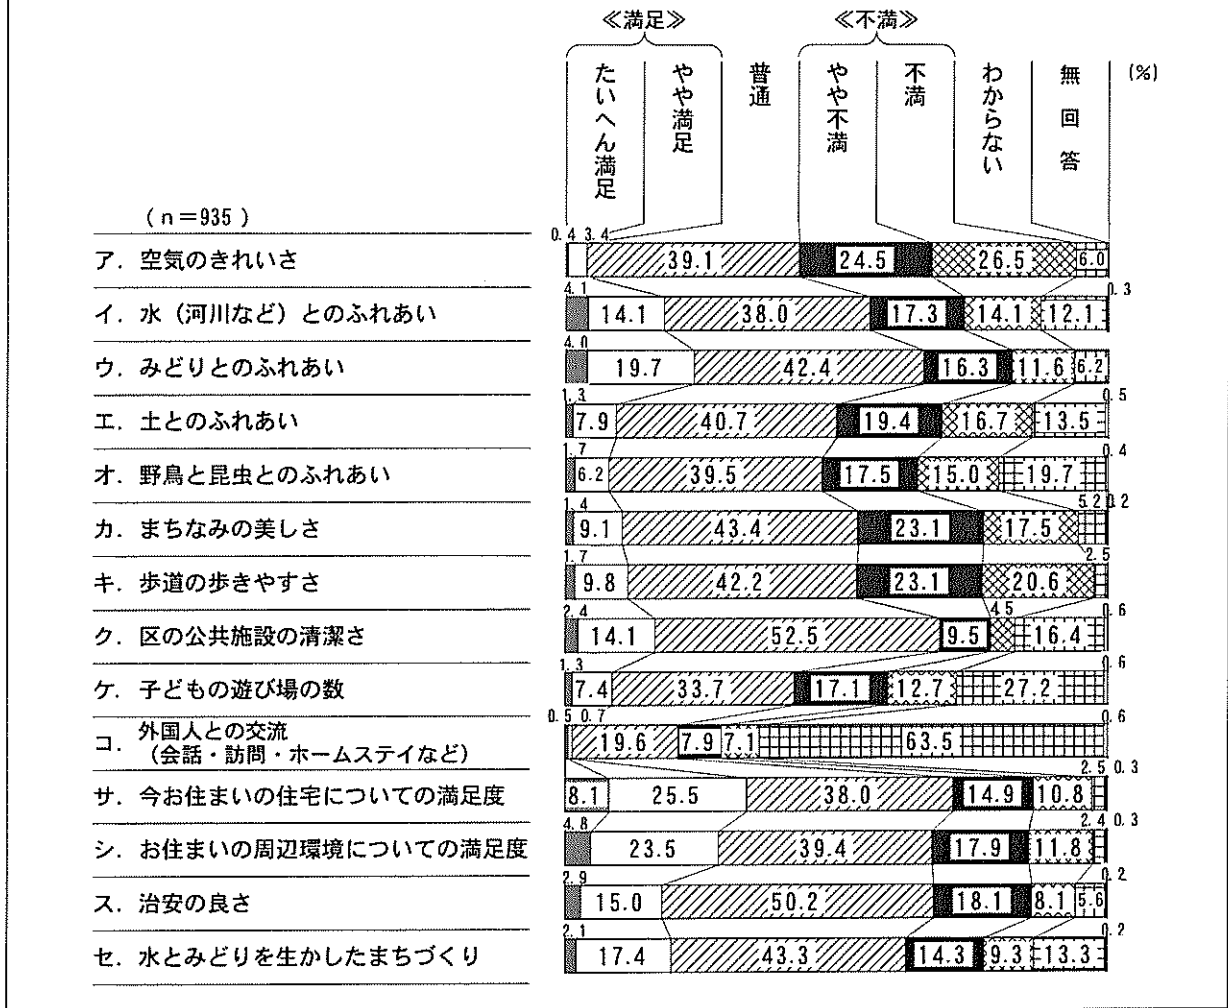 ≪満足≫ ≪不満≫
たいへん満足 やや満足 普通 やや不満 不満 わからない 無回答 (%)
(n=935)
0.4 3.4
ア. 空気のきれいさ 39.1 24.5 26.5 6.0
4.1 0.3
イ. 水（河川など）とのふれあい 14.1 38.0 17.3 14.1 12.1
4.0
ウ. みどりとのふれあい 19.7 42.4 16.3 11.6 6.2
1.3 0.5
エ. 土とのふれあい 7.9 40.7 19.4 16.7 13.5
1.7 0.4
オ. 野鳥と昆虫とのふれあい 6.2 39.5 17.5 15.0 19.7
1.4 5.2 0.2
カ. まちなみの美しさ 9.1 43.4 23.1 17.5
1.7 2.5
キ. 歩道の歩きやすさ 9.8 42.2 23.1 20.6
2.4 4.5 0.6
ク. 区の公共施設の清潔さ 14.1 52.5 9.5 16.4
1.3 0.6
ケ. 子どもの遊び場の数 7.4 33.7 17.1 12.7 27.2
0.5 0.7 0.6
コ. 外国人との交流
（会話・訪問・ホームステイなど） 19.6 7.9 7.1 63.5
2.5 0.3
サ. 今お住まいの住宅についての満足度 8.1 25.5 38.0 14.9 10.8
4.8 2.4 0.3
シ. お住まいの周辺環境についての満足度 23.5 39.4 17.9 11.8
2.9 0.2
ス. 治安の良さ 15.0 50.2 18.1 8.1 5.6
2.1 0.2
セ. 水とみどりを生かしたまちづくり 17.4 43.3 14.3 9.3 13.3